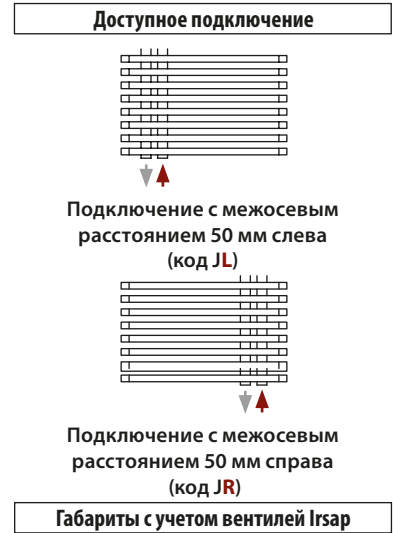 Доступное подключение
Подключение с межосевым
расстоянием 50 мм слева
(код JL)
Подключение с межосевым
расстоянием 50 мм справа
(код JR)
Габариты с учетом вентилей Irsap